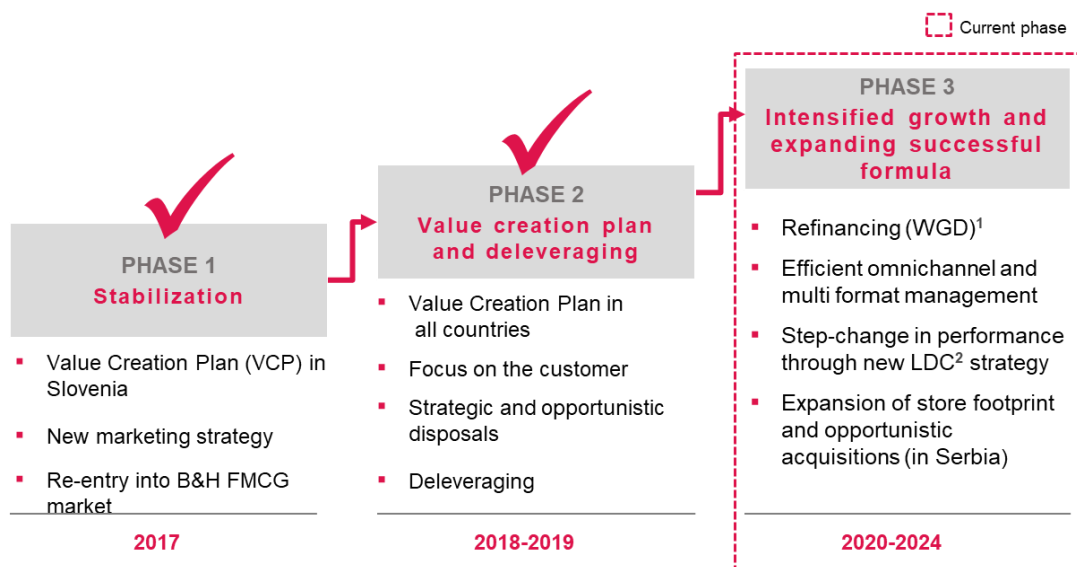 Current phase
PHASE 1
Stabilization
▪ Value Creation Plan (VCP) in
Slovenia
▪ New marketing strategy
▪ Re-entry into B&H FMCG
market
2017
PHASE 2
Value creation plan
and deleveraging
▪ Value Creation Plan in
all countries
▪ Focus on the customer
▪ Strategic and opportunistic
disposals
▪ Deleveraging
2018-2019
PHASE 3
Intensified growth and
expanding successful
formula
▪ Refinancing (WGD)¹
▪ Efficient omnichannel and
multi format management
▪ Step-change in performance
through new LDC² strategy
▪ Expansion of store footprint
and opportunistic
acquisitions (in Serbia)
2020-2024